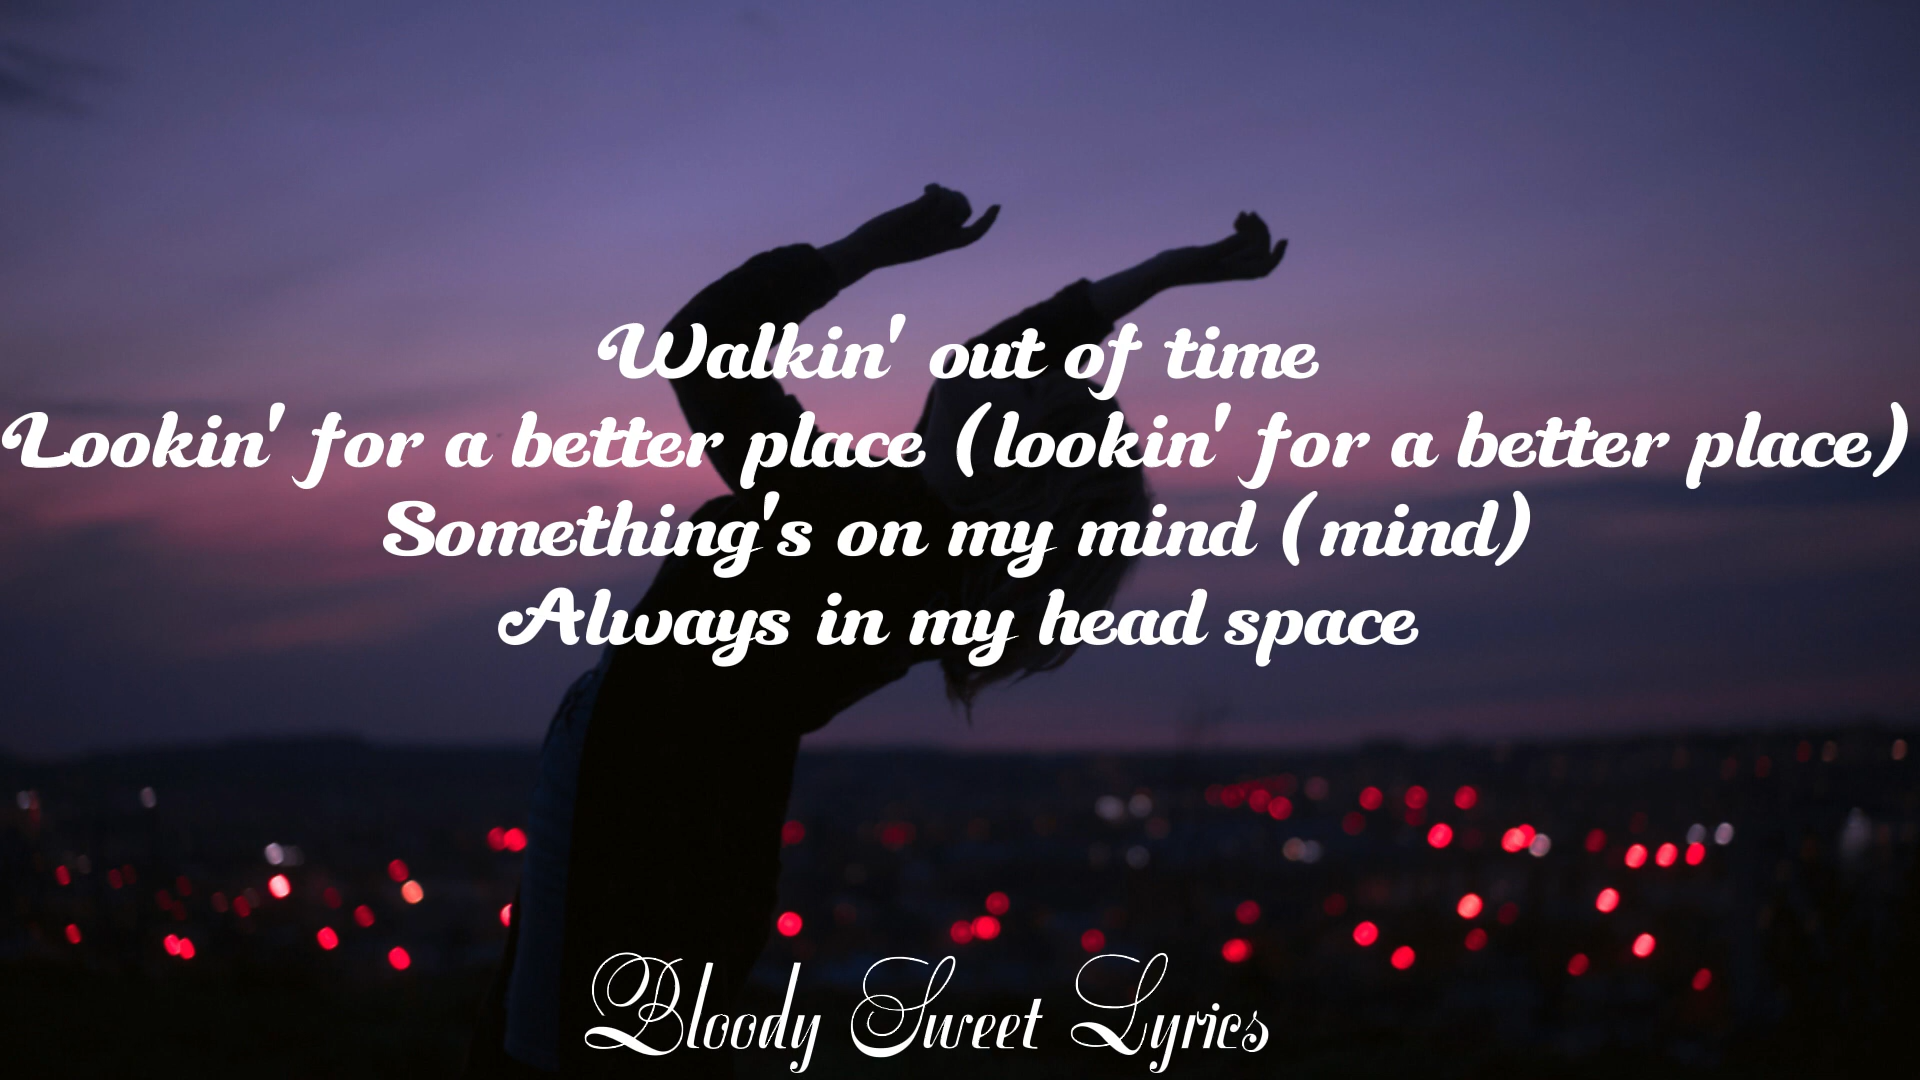 Walkin' out of time
Lookin' for a better place (lookin' for a better place)
Something's on my mind (mind)
Always in my head space
Bloody Sweet Lyrics